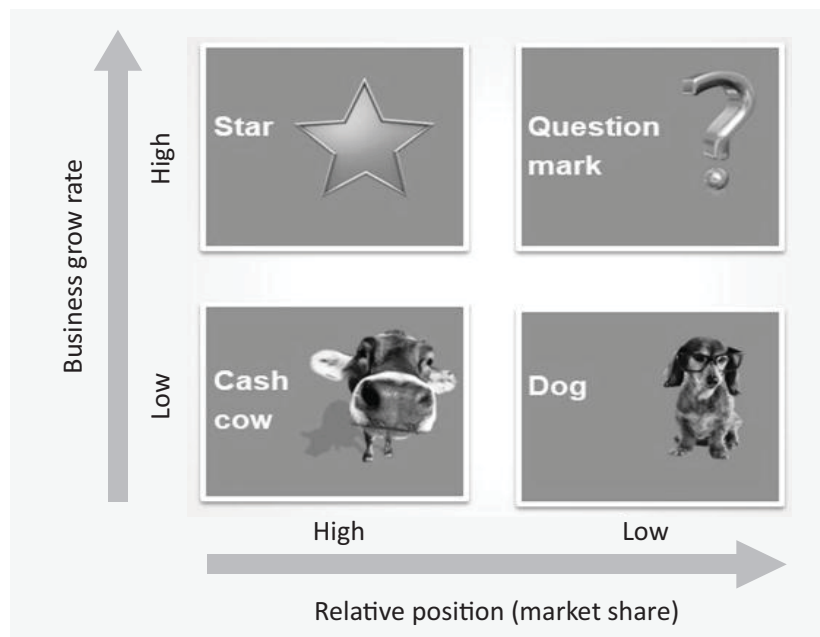 Business grow rate
High
Low
Star
Question
mark
Cash
cow
Dog
High
Low
Relative position (market share)